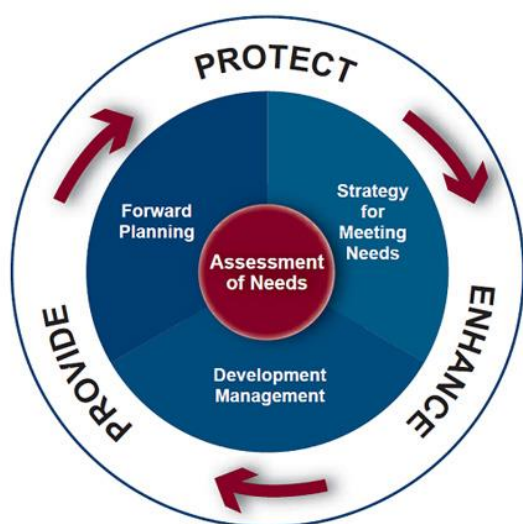 PROTECT
Forward
Planning
Strategy
for
Meeting
Needs
Assessment
of Needs
Development
Management
ENHANCE
PROVIDE